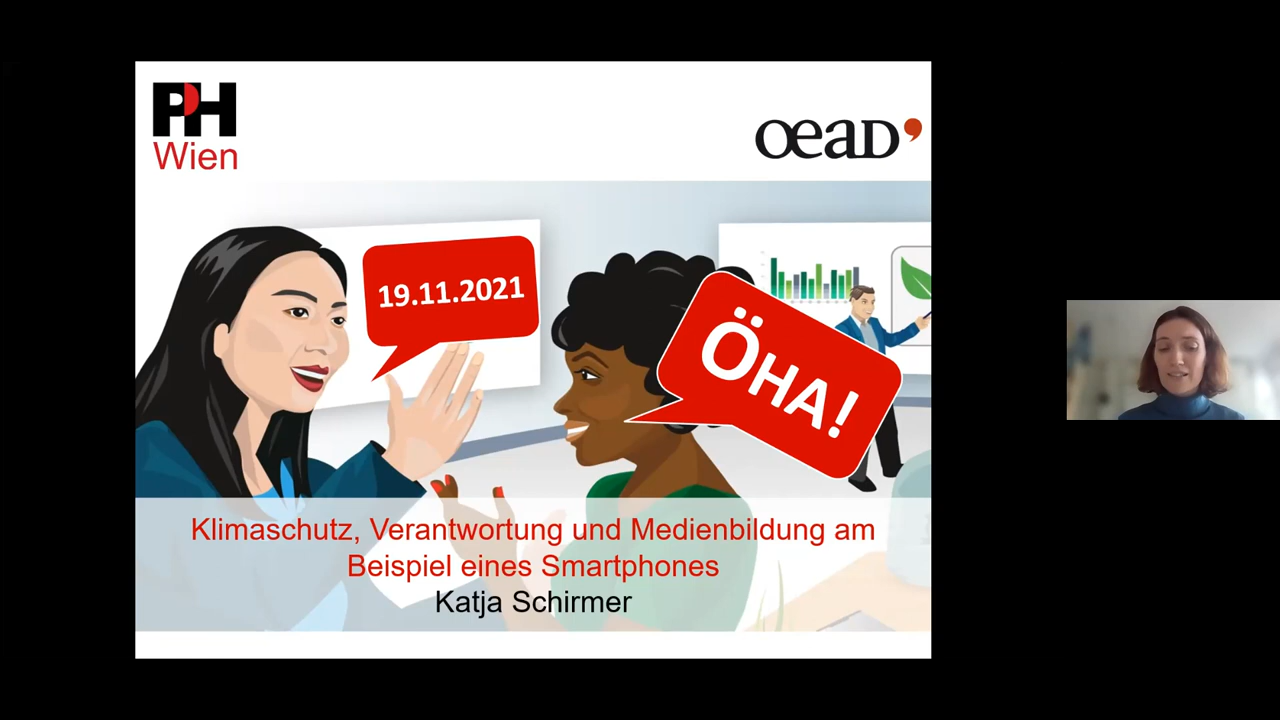 PH
Wien
OeAD'
19.11.2021
ÖHA!
Klimaschutz, Verantwortung und Medienbildung am
Beispiel eines Smartphones
Katja Schirmer